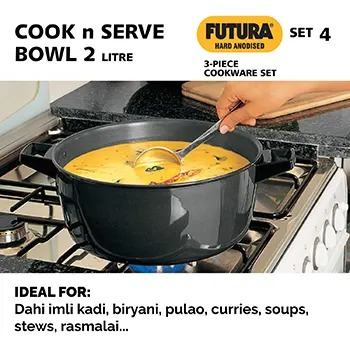 COOK n SERVE
BOWL 2 LITRE
FUTURA®
HARD ANODISED
SET 4
3-PIECE
COOKWARE SET
IDEAL FOR:
Dahi imli kadi, biryani, pulao, curries, soups,
stews, rasmalai...